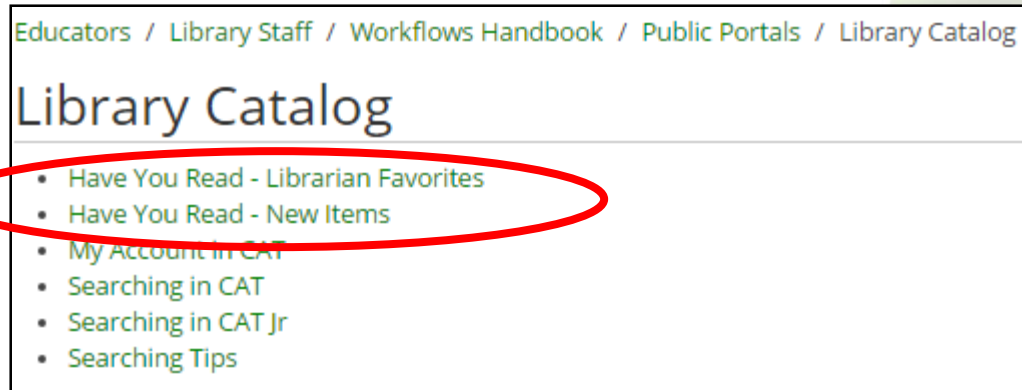 Educators / Library Staff / Workflows Handbook / Public Portals / Library Catalog
Library Catalog
• Have You Read - Librarian Favorites
• Have You Read - New Items
• My Account in CAT
• Searching in CAT
• Searching in CAT Jr
• Searching Tips